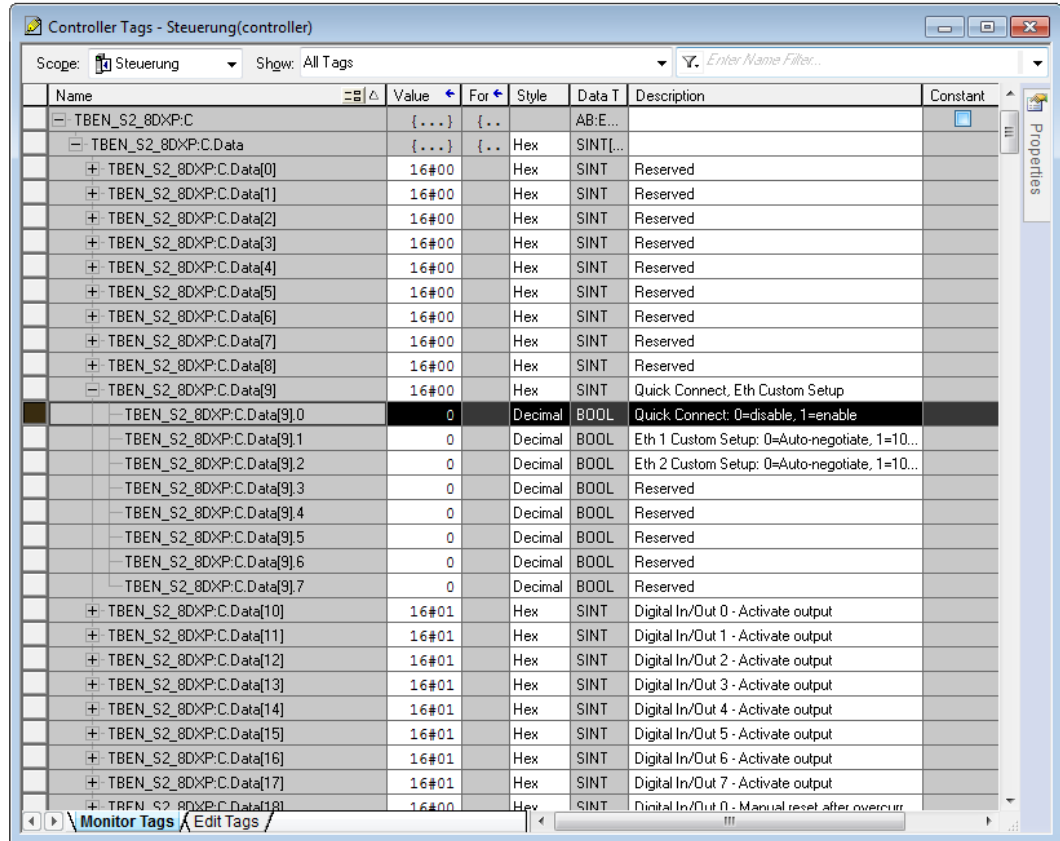 Controller Tags - Steuerung(controller)
Scope: Steuerung Show: All Tags Enter Name Filter...
Name Value For Style Data T Description Constant
TBEN_S2_8DXP:C {...} {.. AB:E...
TBEN_S2_8DXP:C.Data {...} {.. Hex SINT[...
TBEN_S2_8DXP:C.Data[0] 16#00 Hex SINT Reserved
TBEN_S2_8DXP:C.Data[1] 16#00 Hex SINT Reserved
TBEN_S2_8DXP:C.Data[2] 16#00 Hex SINT Reserved
TBEN_S2_8DXP:C.Data[3] 16#00 Hex SINT Reserved
TBEN_S2_8DXP:C.Data[4] 16#00 Hex SINT Reserved
TBEN_S2_8DXP:C.Data[5] 16#00 Hex SINT Reserved
TBEN_S2_8DXP:C.Data[6] 16#00 Hex SINT Reserved
TBEN_S2_8DXP:C.Data[7] 16#00 Hex SINT Reserved
TBEN_S2_8DXP:C.Data[8] 16#00 Hex SINT Reserved
TBEN_S2_8DXP:C.Data[9] 16#00 Hex SINT Quick Connect, Eth Custom Setup
TBEN_S2_8DXP:C.Data[9].0 0 Decimal BOOL Quick Connect: 0=disable, 1=enable
TBEN_S2_8DXP:C.Data[9].1 0 Decimal BOOL Eth 1 Custom Setup: 0=Auto-negotiate, 1=10...
TBEN_S2_8DXP:C.Data[9].2 0 Decimal BOOL Eth 2 Custom Setup: 0=Auto-negotiate, 1=10...
TBEN_S2_8DXP:C.Data[9].3 0 Decimal BOOL Reserved
TBEN_S2_8DXP:C.Data[9].4 0 Decimal BOOL Reserved
TBEN_S2_8DXP:C.Data[9].5 0 Decimal BOOL Reserved
TBEN_S2_8DXP:C.Data[9].6 0 Decimal BOOL Reserved
TBEN_S2_8DXP:C.Data[9].7 0 Decimal BOOL Reserved
TBEN_S2_8DXP:C.Data[10] 16#01 Hex SINT Digital In/Out 0 - Activate output
TBEN_S2_8DXP:C.Data[11] 16#01 Hex SINT Digital In/Out 1 - Activate output
TBEN_S2_8DXP:C.Data[12] 16#01 Hex SINT Digital In/Out 2 - Activate output
TBEN_S2_8DXP:C.Data[13] 16#01 Hex SINT Digital In/Out 3 - Activate output
TBEN_S2_8DXP:C.Data[14] 16#01 Hex SINT Digital In/Out 4 - Activate output
TBEN_S2_8DXP:C.Data[15] 16#01 Hex SINT Digital In/Out 5 - Activate output
TBEN_S2_8DXP:C.Data[16] 16#01 Hex SINT Digital In/Out 6 - Activate output
TBEN_S2_8DXP:C.Data[17] 16#01 Hex SINT Digital In/Out 7 - Activate output
TBEN_S2_8DXP:C.Data[18] 16#00 Hex SINT Digital In/Out 0 - Manual reset after overcurr
Monitor Tags Edit Tags
Properties